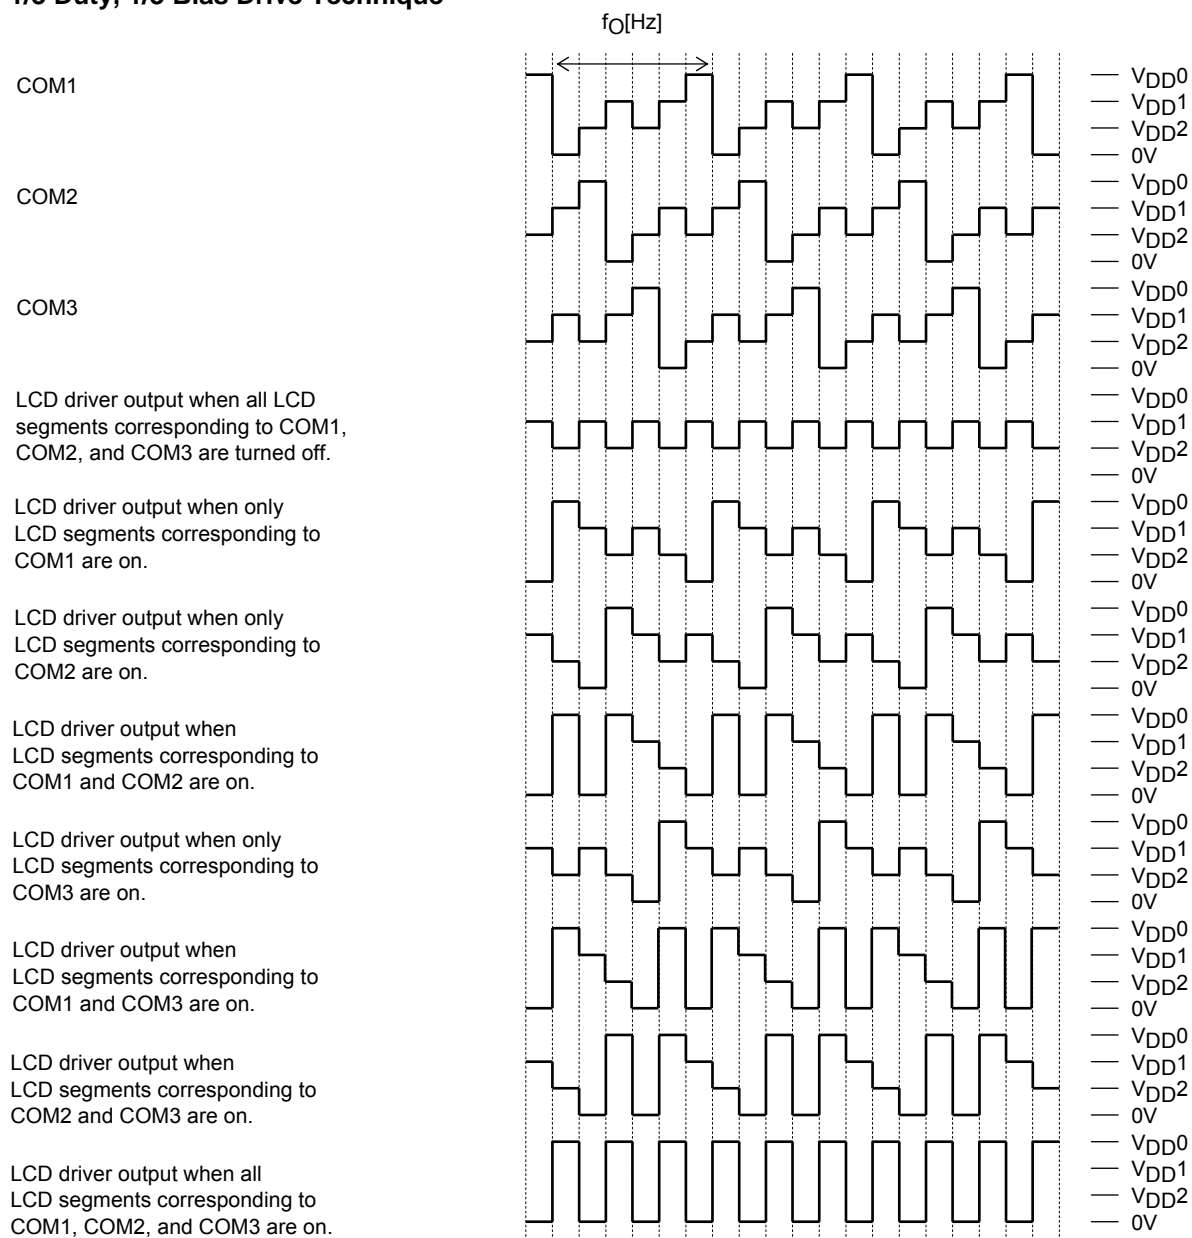 fO[Hz]
COM1
VDD0
VDD1
VDD2
0V
COM2
VDD0
VDD1
VDD2
0V
COM3
VDD0
VDD1
VDD2
0V
LCD driver output when all LCD
segments corresponding to COM1,
COM2, and COM3 are turned off.
VDD0
VDD1
VDD2
0V
LCD driver output when only
LCD segments corresponding to
COM1 are on.
VDD0
VDD1
VDD2
0V
LCD driver output when only
LCD segments corresponding to
COM2 are on.
VDD0
VDD1
VDD2
0V
LCD driver output when
LCD segments corresponding to
COM1 and COM2 are on.
VDD0
VDD1
VDD2
0V
LCD driver output when only
LCD segments corresponding to
COM3 are on.
VDD0
VDD1
VDD2
0V
LCD driver output when
LCD segments corresponding to
COM1 and COM3 are on.
VDD0
VDD1
VDD2
0V
LCD driver output when
LCD segments corresponding to
COM2 and COM3 are on.
VDD0
VDD1
VDD2
0V
LCD driver output when all
LCD segments corresponding to
COM1, COM2, and COM3 are on.
VDD0
VDD1
VDD2
0V